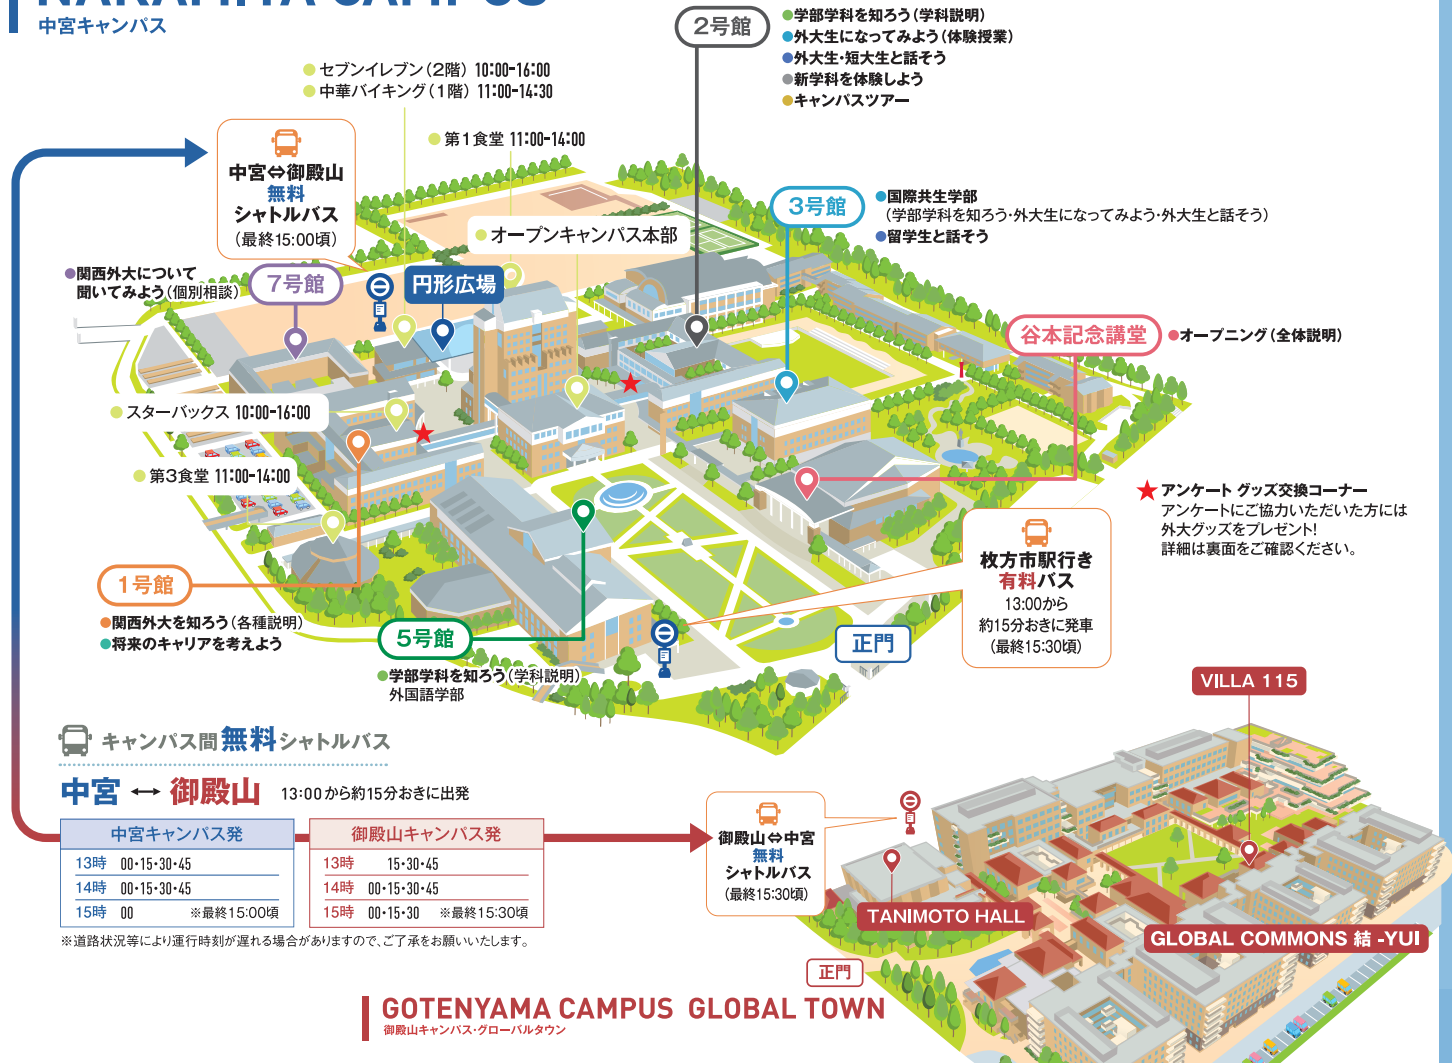 NAKAMIYA CAMPUS
中宮キャンパス
2号館
●学部学科を知ろう(学科説明)
●外大生になってみよう(体験授業)
●外大生・短大生と話そう
●新学科を体験しよう
●キャンパスツアー
●セブンイレブン(2階) 10:00-16:00
●中華バイキング(1階) 11:00-14:30
●第1食堂 11:00-14:00
中宮⇔御殿山
無料
シャトルバス
(最終15:00頃)
3号館
●国際共生学部
(学部学科を知ろう・外大生になってみよう・外大生と話そう)
●留学生と話そう
●オープンキャンパス本部
●関西外大について
聞いてみよう(個別相談)
7号館
円形広場
谷本記念講堂
●オープニング(全体説明)
●スターバックス 10:00-16:00
●第3食堂 11:00-14:00
★アンケート グッズ交換コーナー
アンケートにご協力いただいた方には
外大グッズをプレゼント!
詳細は裏面をご確認ください。
枚方市駅行き
有料バス
13:00から
約15分おきに発車
(最終15:30頃)
1号館
●関西外大を知ろう(各種説明)
●将来のキャリアを考えよう
5号館
●学部学科を知ろう(学科説明)
外国語学部
正門
VILLA 115
キャンパス間無料シャトルバス
中宮 ↔ 御殿山 13:00から約15分おきに出発
中宮キャンパス発
13時 00・15・30・45
14時 00・15・30・45
15時 00 ※最終15:00頃
御殿山キャンパス発
13時 15・30・45
14時 00・15・30・45
15時 00・15・30 ※最終15:30頃
※道路状況等により運行時刻が遅れる場合がありますので、ご了承をお願いいたします。
御殿山⇔中宮
無料
シャトルバス
(最終15:30頃)
TANIMOTO HALL
GLOBAL COMMONS 結 -YUI
正門
GOTENYAMA CAMPUS GLOBAL TOWN
御殿山キャンパス・グローバルタウン